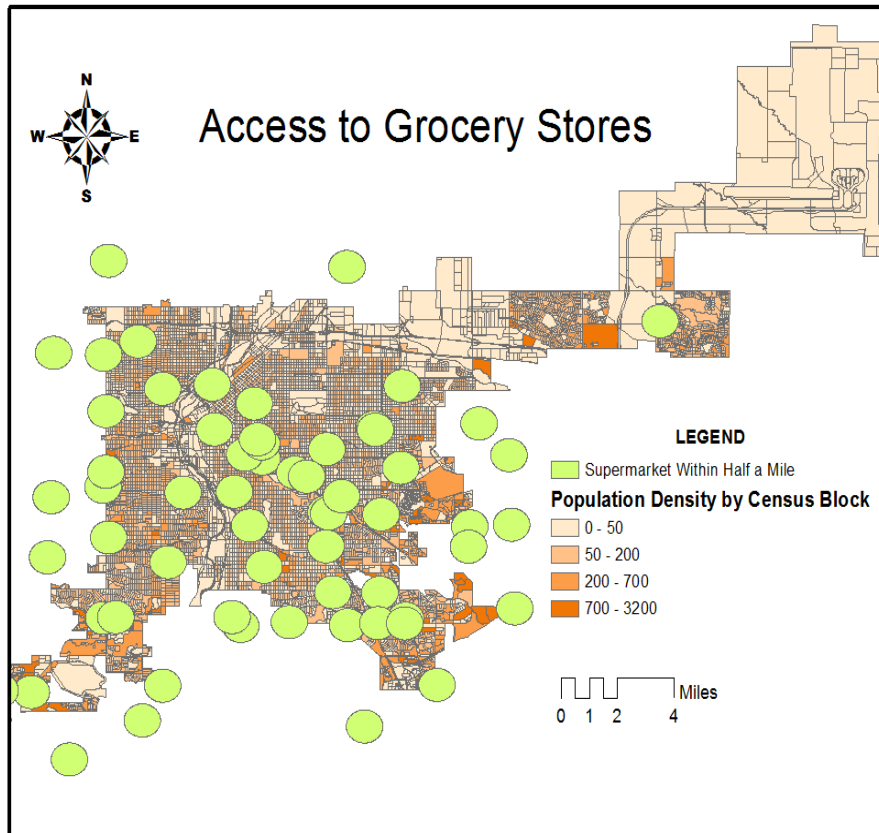 N
W E
S
Access to Grocery Stores
LEGEND
Supermarket Within Half a Mile
Population Density by Census Block
0 - 50
50 - 200
200 - 700
700 - 3200
Miles
0 1 2 4